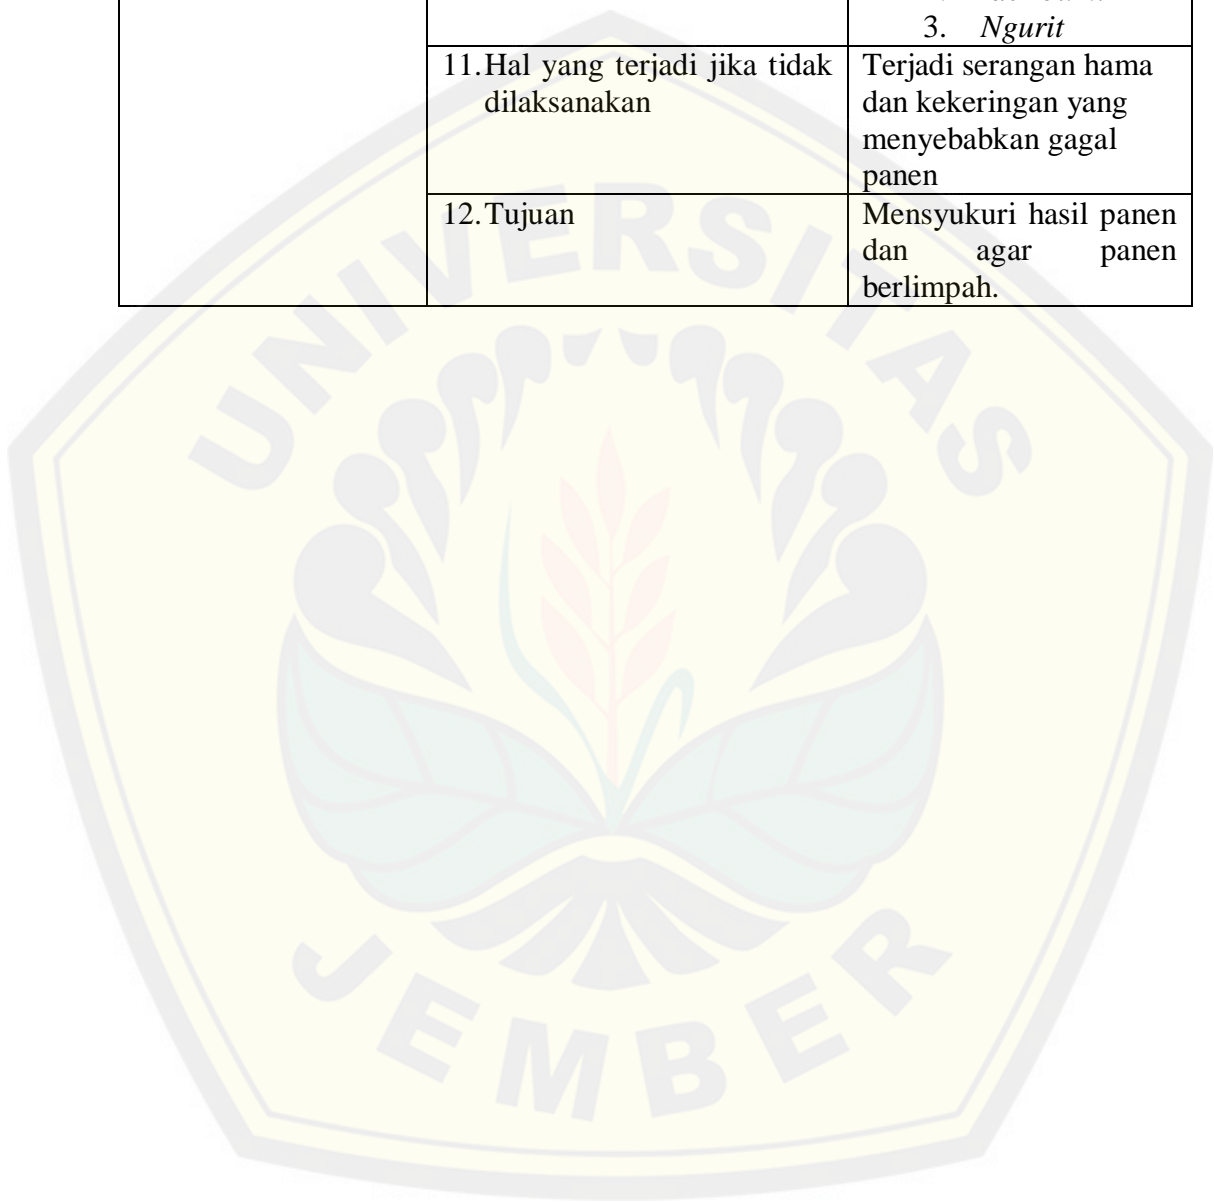 3. Ngurit
11. Hal yang terjadi jika tidak
dilaksanakan
Terjadi serangan hama
dan kekeringan yang
menyebabkan gagal
panen
12. Tujuan
Mensyukuri hasil panen
dan agar panen
berlimpah.
UNIVERSITAS
JEMBER